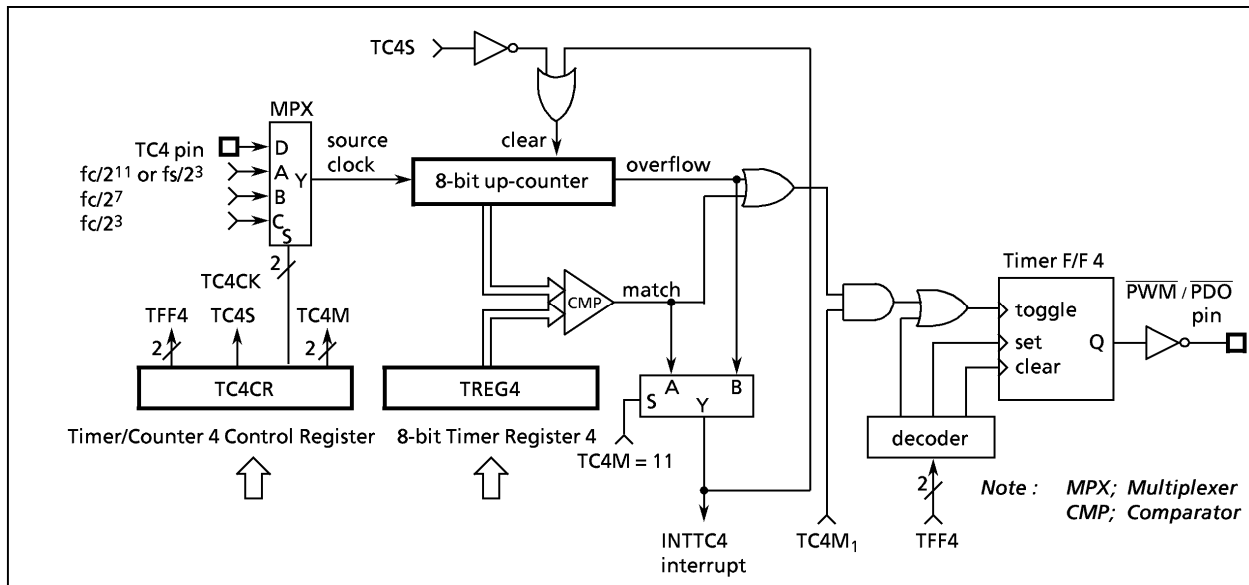 TC4S
MPX
TC4 pin
fc/2¹¹ or fs/2³
fc/2⁷
fc/2³
D
A
B
C
S
Y
source
clock
clear
8-bit up-counter
overflow
2
TC4CK
TFF4
TC4S
TC4M
2
2
TC4CR
Timer/Counter 4 Control Register
CMP
match
TREG4
8-bit Timer Register 4
S
A
B
Y
TC4M = 11
INTTC4
interrupt
TC4M₁
Timer F/F 4
toggle
set
clear
Q
P̅W̅M̅ / P̅D̅O̅
pin
decoder
2
TFF4
Note : MPX; Multiplexer
CMP; Comparator